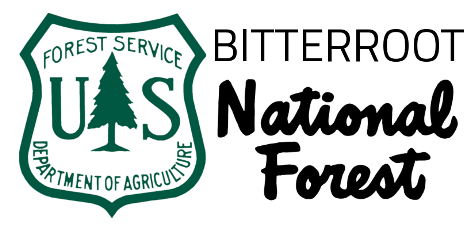 FOREST SERVICE
U S
DEPARTMENT OF AGRICULTURE
BITTERROOT
National
Forest